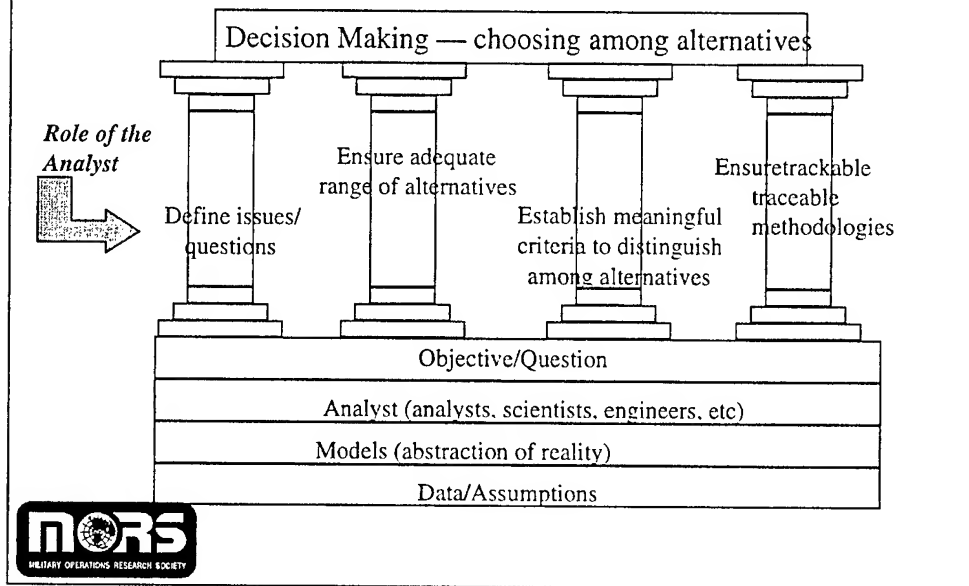 Decision Making — choosing among alternatives
Role of the
Analyst
Define issues/
questions
Ensure adequate
range of alternatives
Establish meaningful
criteria to distinguish
among alternatives
Ensuretrackable
traceable
methodologies
Objective/Question
Analyst (analysts, scientists, engineers, etc)
Models (abstraction of reality)
Data/Assumptions
MORS
MILITARY OPERATIONS RESEARCH SOCIETY